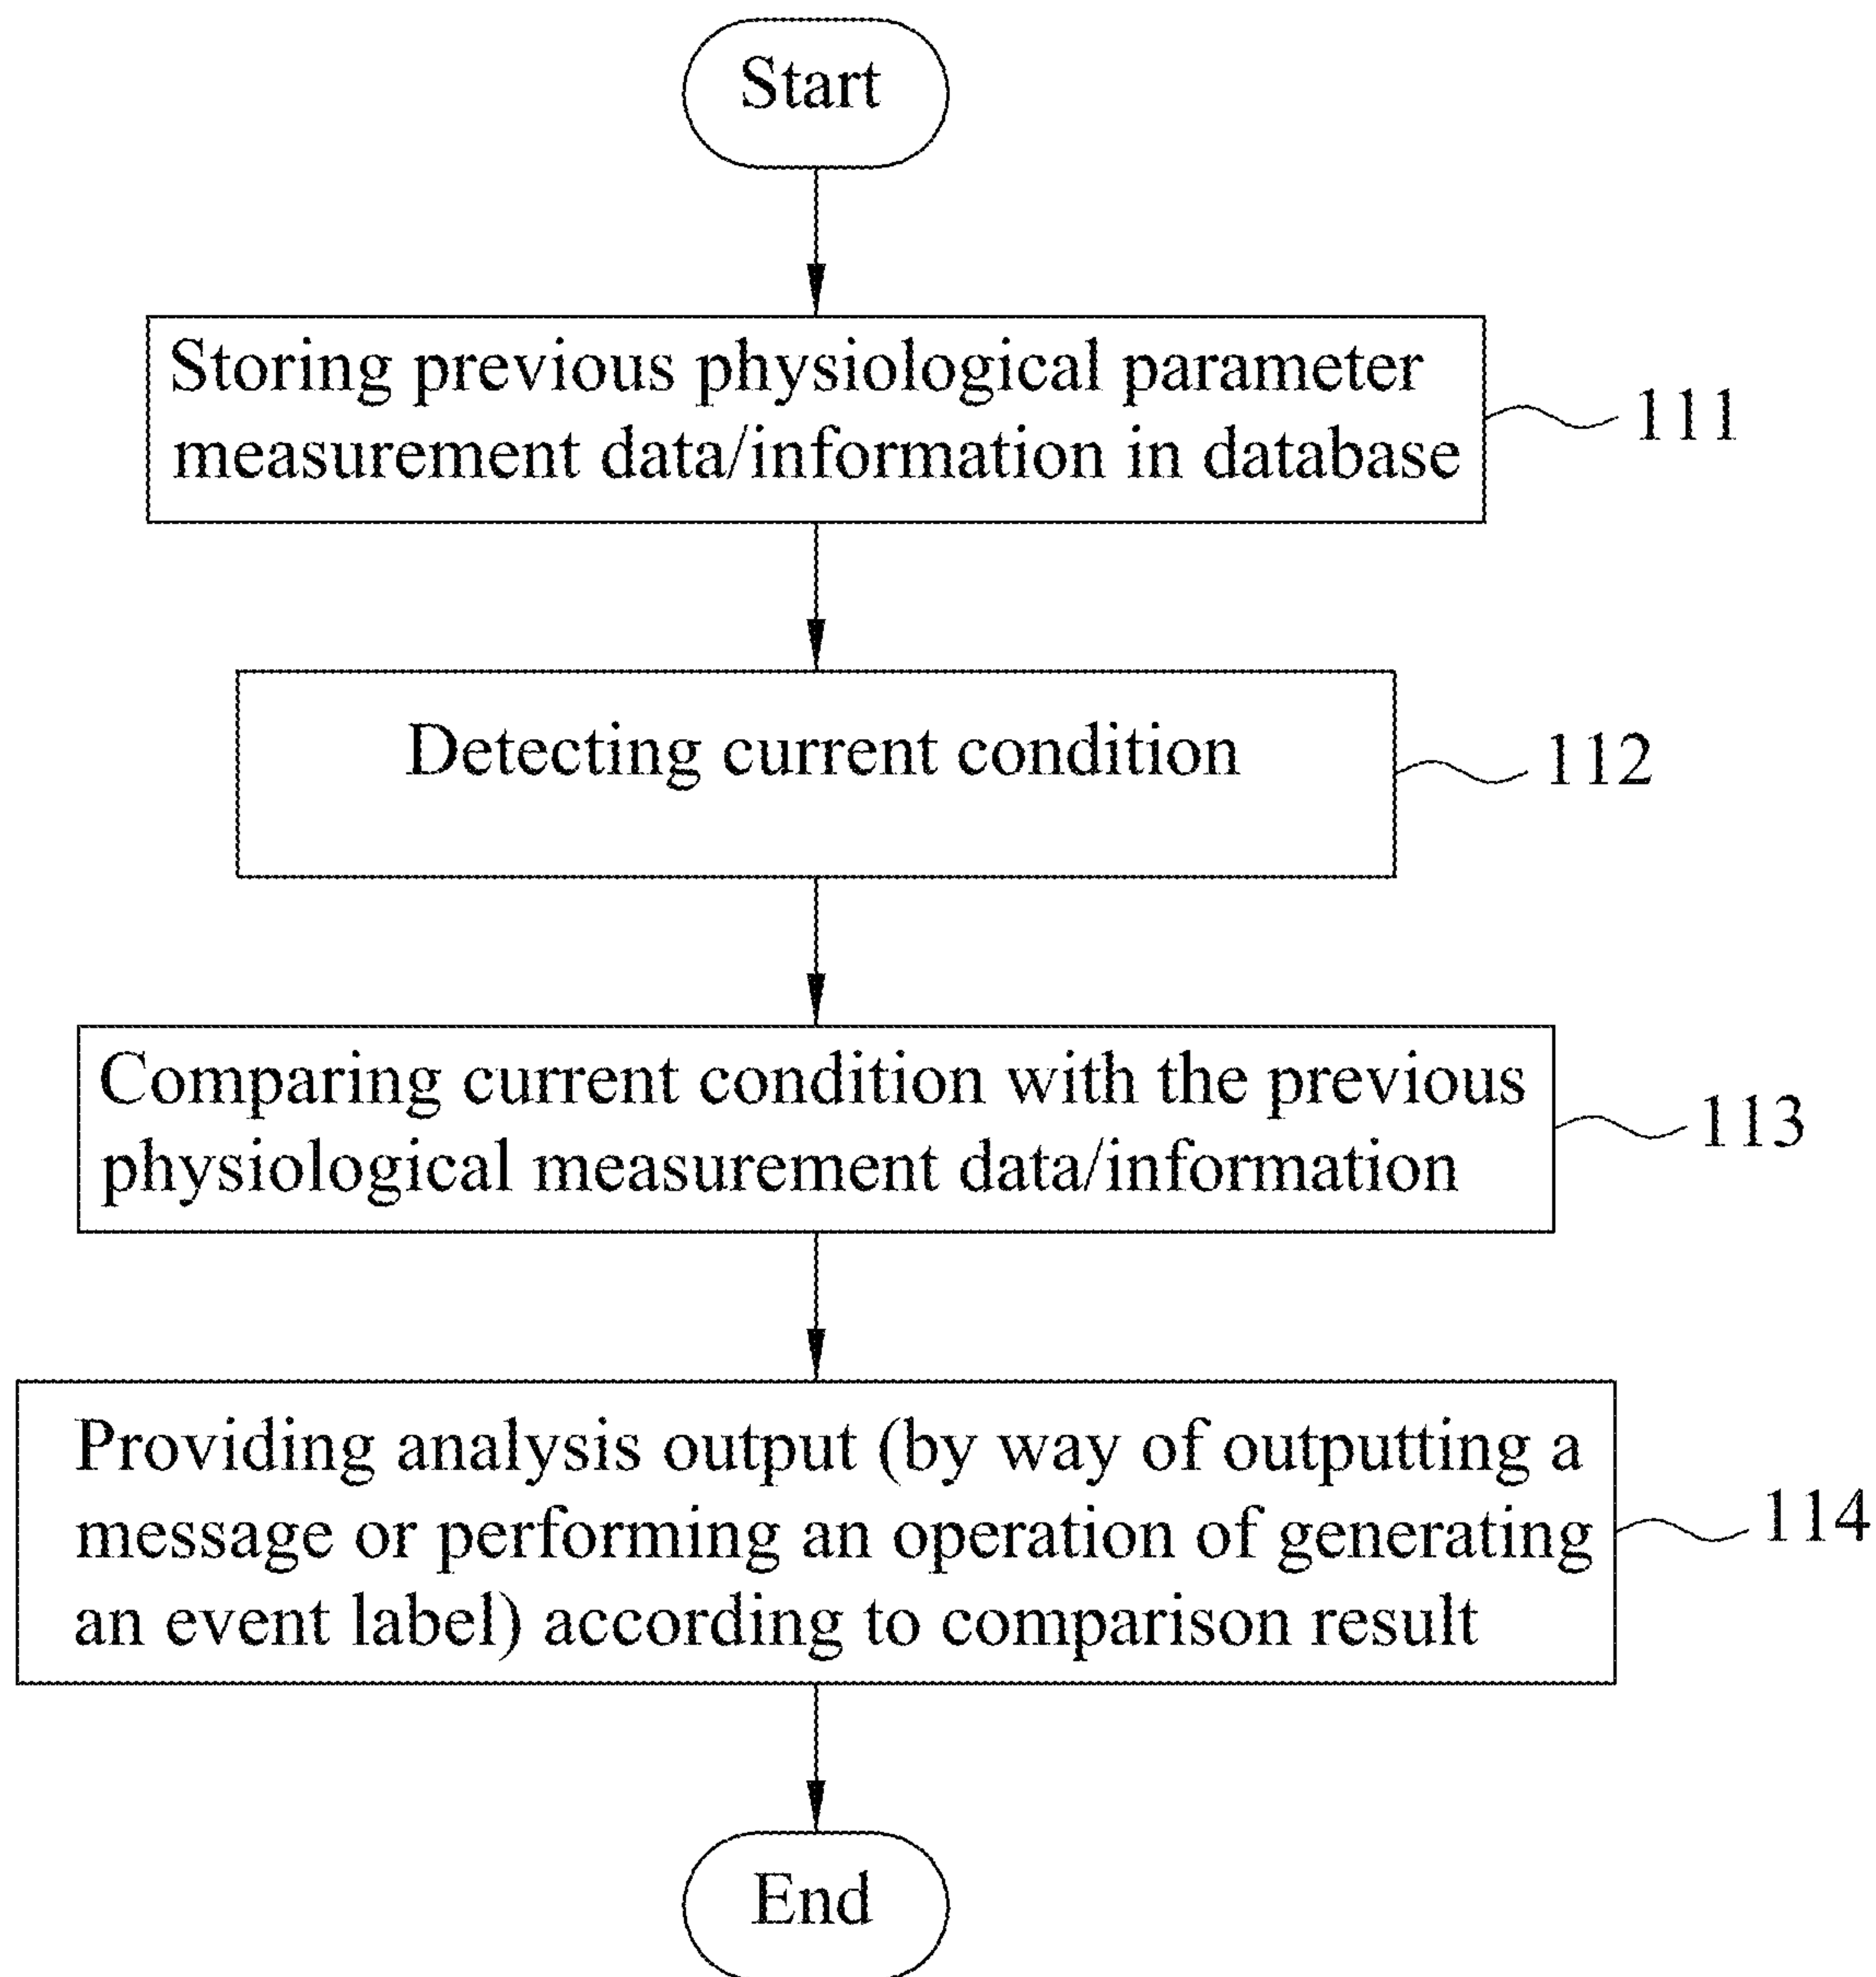 Start
Storing previous physiological parameter
measurement data/information in database
111
Detecting current condition
112
Comparing current condition with the previous
physiological measurement data/information
113
Providing analysis output (by way of outputting a
message or performing an operation of generating
an event label) according to comparison result
114
End